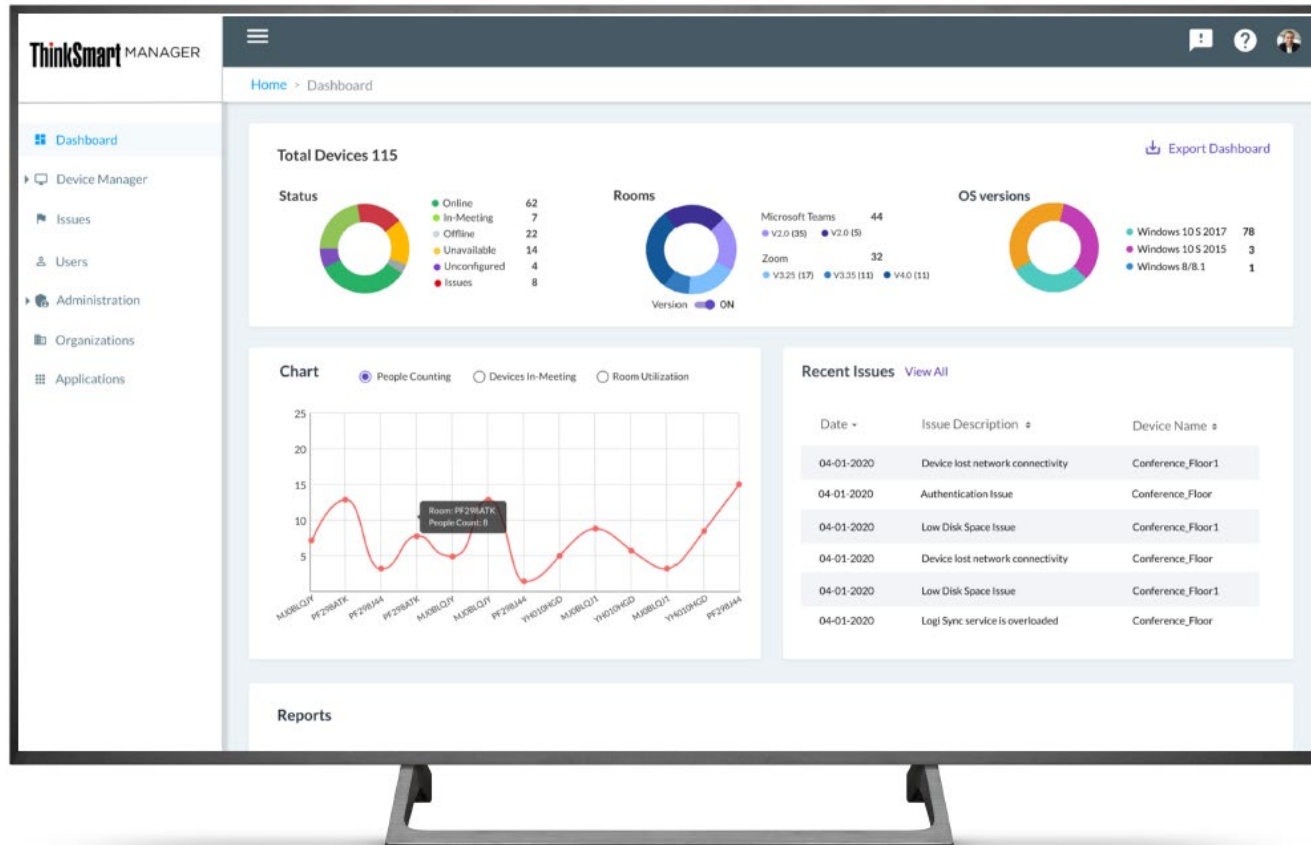 ThinkSmart MANAGER
Home > Dashboard
Dashboard
Device Manager
Issues
Users
Administration
Organizations
Applications
Total Devices 115
Export Dashboard
Status
Online 62
In-Meeting 7
Offline 22
Unavailable 14
Unconfigured 4
Issues 8
Rooms
Microsoft Teams 44
V2.0 (35) V2.0 (5)
Zoom 32
V3.25 (17) V3.35 (11) V4.0 (11)
Version ON
OS versions
Windows 10 S 2017 78
Windows 10 S 2015 3
Windows 8/8.1 1
Chart
People Counting Devices In-Meeting Room Utilizatiion
25
20
15
10
5
Room: PF298ATK
People Count: 8
MJ0BLQJY PF298ATK PF298J44 PF298ATK MJ0BLQJY MJ0BLQJY PF298J44 YH010HGD MJ0BLQJ1 YH010HGD MJ0BLQJ1 YH010HGD PF298J44
Recent Issues View All
Date Issue Description Device Name
04-01-2020 Device lost network connectivity Conference_Floor1
04-01-2020 Authentication Issue Conference_Floor
04-01-2020 Low Disk Space Issue Conference_Floor1
04-01-2020 Device lost network connectivity Conference_Floor
04-01-2020 Low Disk Space Issue Conference_Floor1
04-01-2020 Logi Sync service is overloaded Conference_Floor
Reports